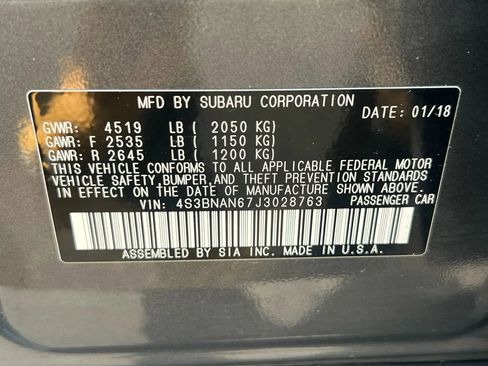 MFD BY SUBARU CORPORATION
DATE: 01/18
GVWR: 4519 LB ( 2050 KG)
GAWR: F 2535 LB ( 1150 KG)
GAWR: R 2645 LB ( 1200 KG)
THIS VEHICLE CONFORMS TO ALL APPLICABLE FEDERAL MOTOR
VEHICLE SAFETY,BUMPER,AND THEFT PREVENTION STANDARDS
IN EFFECT ON THE DATE OF MANUFACTURE SHOWN ABOVE.
VIN: 4S3BNAN67J3028763 PASSENGER CAR
ASSEMBLED BY SIA INC. MADE IN U.S.A.